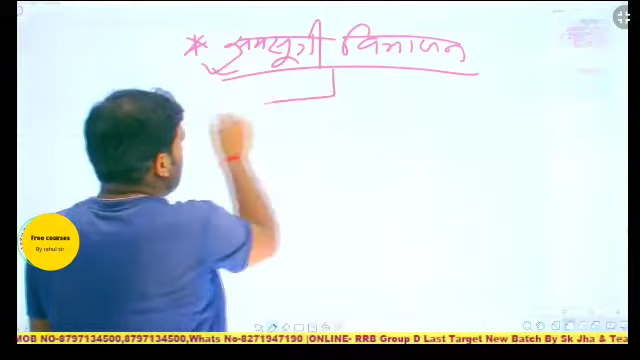 * समसूत्री विभाजन
Free courses
By rahul sir
MOB NO-8797134500,8797134500,Whats No-8271947190 |ONLINE- RRB Group D Last Target New Batch By Sk Jha & Tea